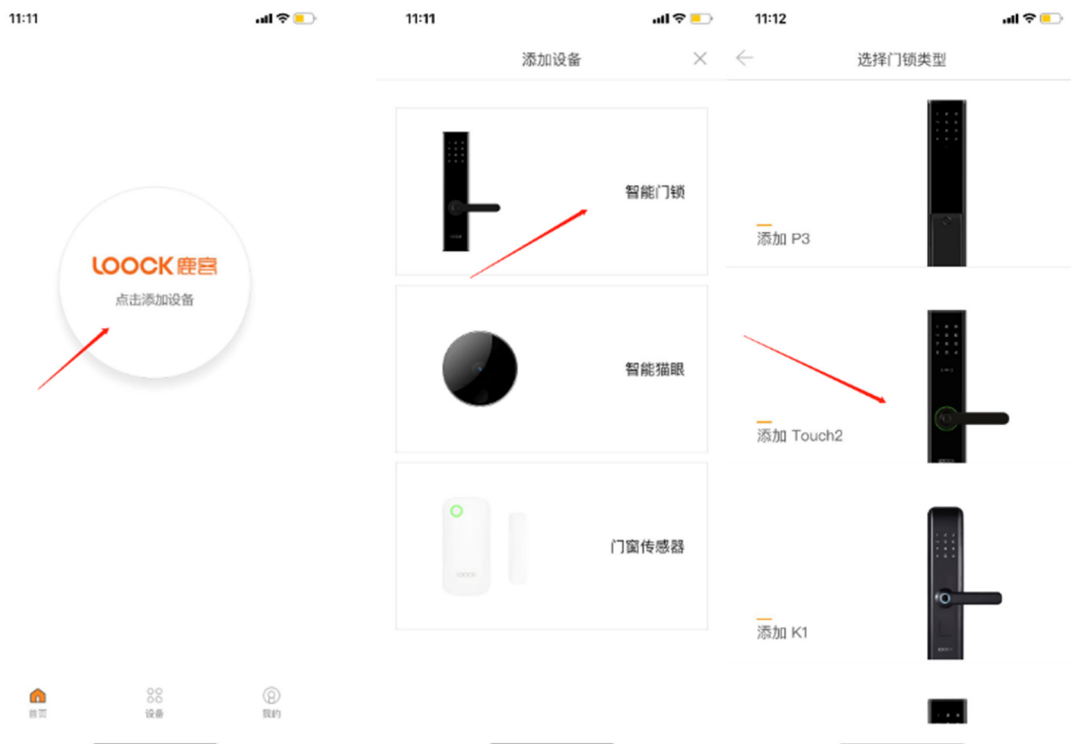 11:11
LOOCK鹿客
点击添加设备
首页
设备
我的
11:11
添加设备
智能门锁
智能猫眼
门窗传感器
LOOCK
11:12
选择门锁类型
添加 P3
添加 Touch2
添加 K1